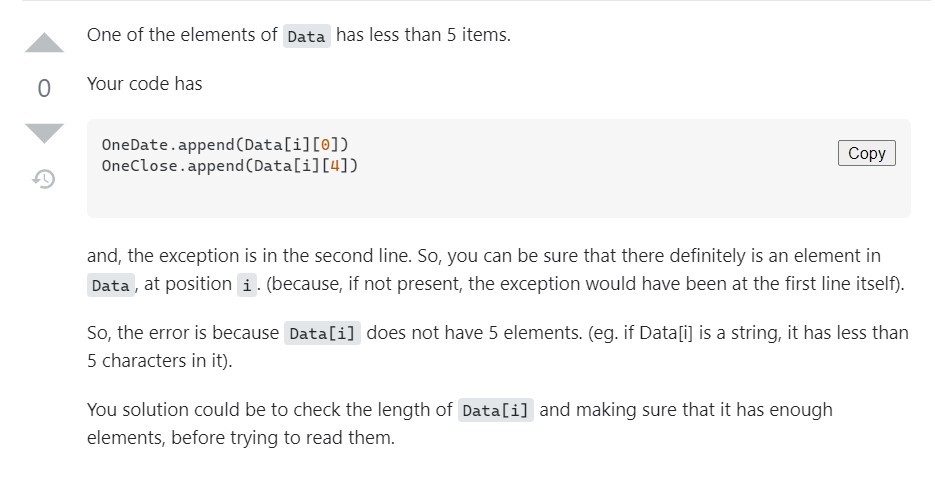 One of the elements of Data has less than 5 items.
0
Your code has
OneDate.append(Data[i][0])
OneClose.append(Data[i][4])
Copy
and, the exception is in the second line. So, you can be sure that there definitely is an element in
Data, at position i. (because, if not present, the exception would have been at the first line itself).
So, the error is because Data[i] does not have 5 elements. (eg. if Data[i] is a string, it has less than
5 characters in it).
You solution could be to check the length of Data[i] and making sure that it has enough
elements, before trying to read them.